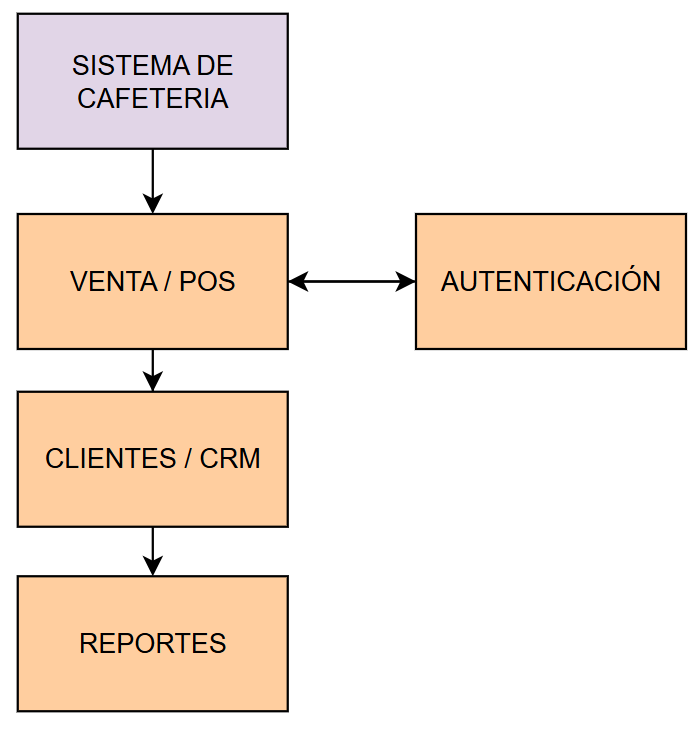 SISTEMA DE
CAFETERIA
VENTA / POS
AUTENTICACIÓN
CLIENTES / CRM
REPORTES